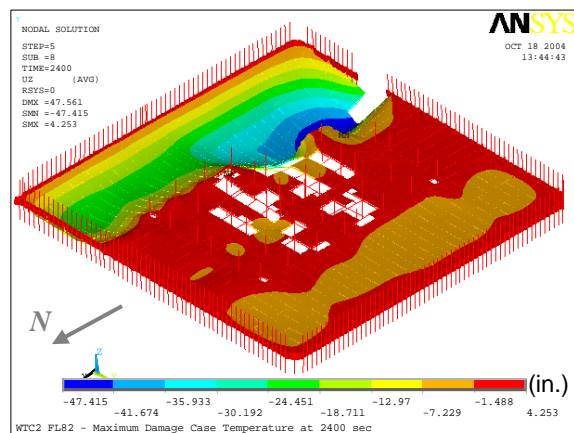 1
NODAL SOLUTION
STEP=5
SUB =8
TIME=2400
UZ (AVG)
RSYS=0
DMX =47.561
SMN =-47.415
SMX =4.253
ANSYS
OCT 18 2004
13:44:43
N
Z
-47.415 -35.933 -24.451 -12.97 -1.488 (in.)
-41.674 -30.192 -18.711 -7.229 4.253
WTC2 FL82 - Maximum Damage Case Temperature at 2400 sec